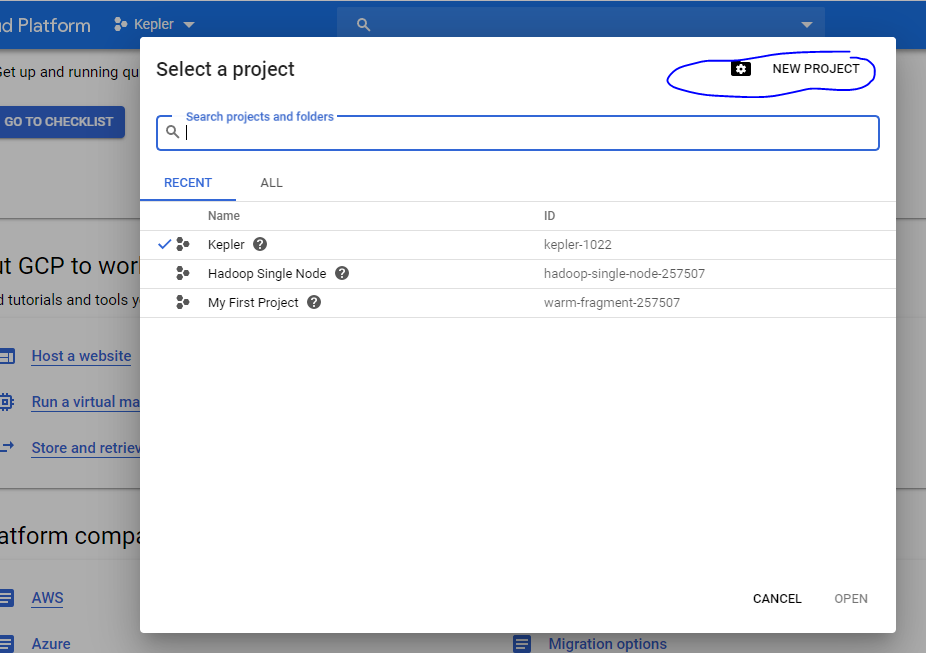 d Platform
Kepler
Get up and running qu
GO TO CHECKLIST
Select a project
NEW PROJECT
Search projects and folders
RECENT
ALL
Name
ID
Kepler
kepler-1022
Hadoop Single Node
hadoop-single-node-257507
My First Project
warm-fragment-257507
ut GCP to wor
d tutorials and tools y
Host a website
Run a virtual ma
Store and retriev
atform compa
AWS
Azure
Migration options
CANCEL
OPEN